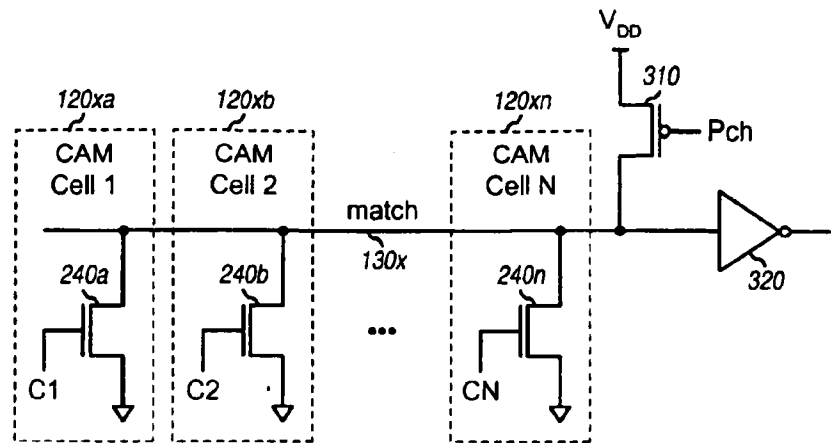 V_DD
310
Pch
120xa
120xb
120xn
CAM
Cell 1
CAM
Cell 2
CAM
Cell N
match
130x
320
240a
240b
240n
•••
C1
C2
CN